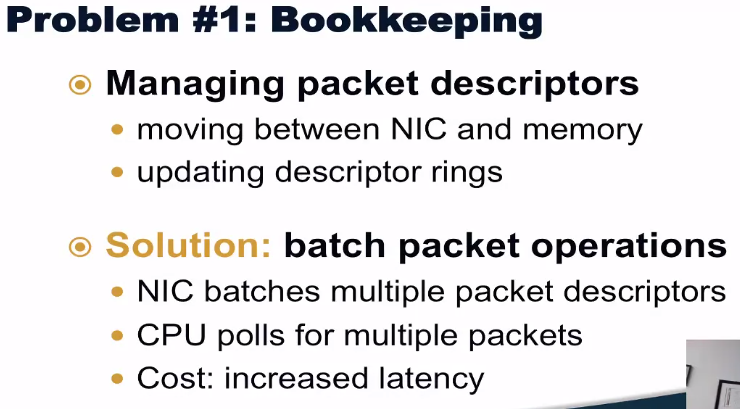 Problem #1: Bookkeeping
Managing packet descriptors
moving between NIC and memory
updating descriptor rings
Solution: batch packet operations
NIC batches multiple packet descriptors
CPU polls for multiple packets
Cost: increased latency